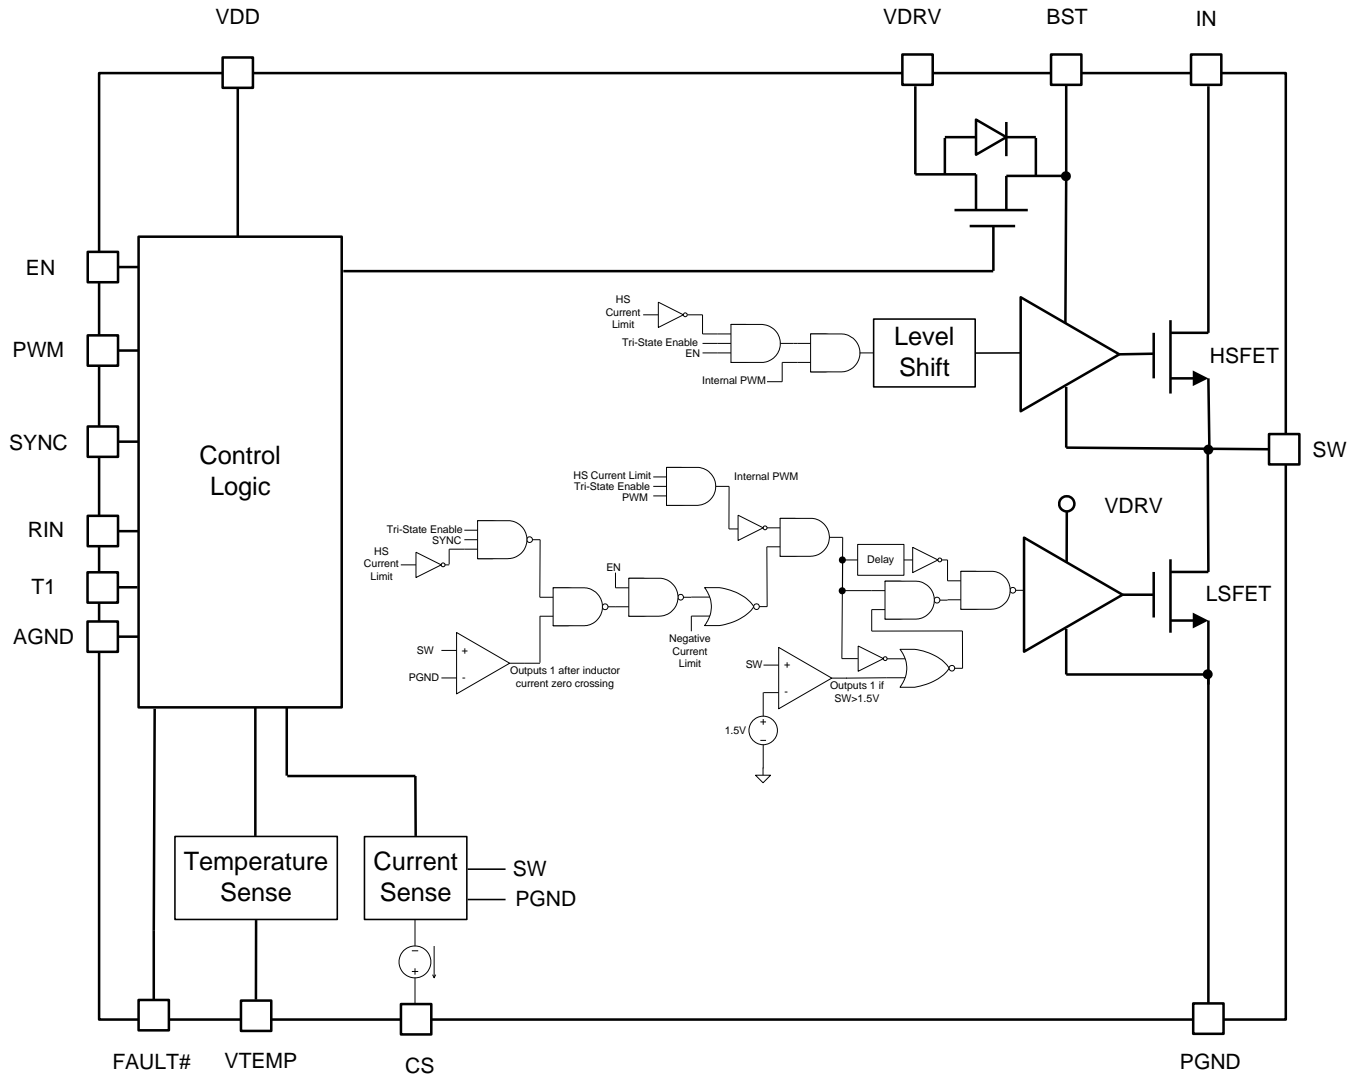 VDD
VDRV
BST
IN
EN
PWM
SYNC
RIN
T1
AGND
Control
Logic
HS
Current
Limit
Tri-State Enable
EN
Internal PWM
Level
Shift
HSFET
SW
HS Current Limit
Tri-State Enable
PWM
Internal PWM
VDRV
Tri-State Enable
SYNC
HS
Current
Limit
EN
Delay
LSFET
Negative
Current
Limit
SW
+
PGND
-
Outputs 1 after inductor
current zero crossing
SW
+
-
Outputs 1 if
SW>1.5V
1.5V
+
−
Temperature
Sense
Current
Sense
SW
PGND
−
+
FAULT#
VTEMP
CS
PGND